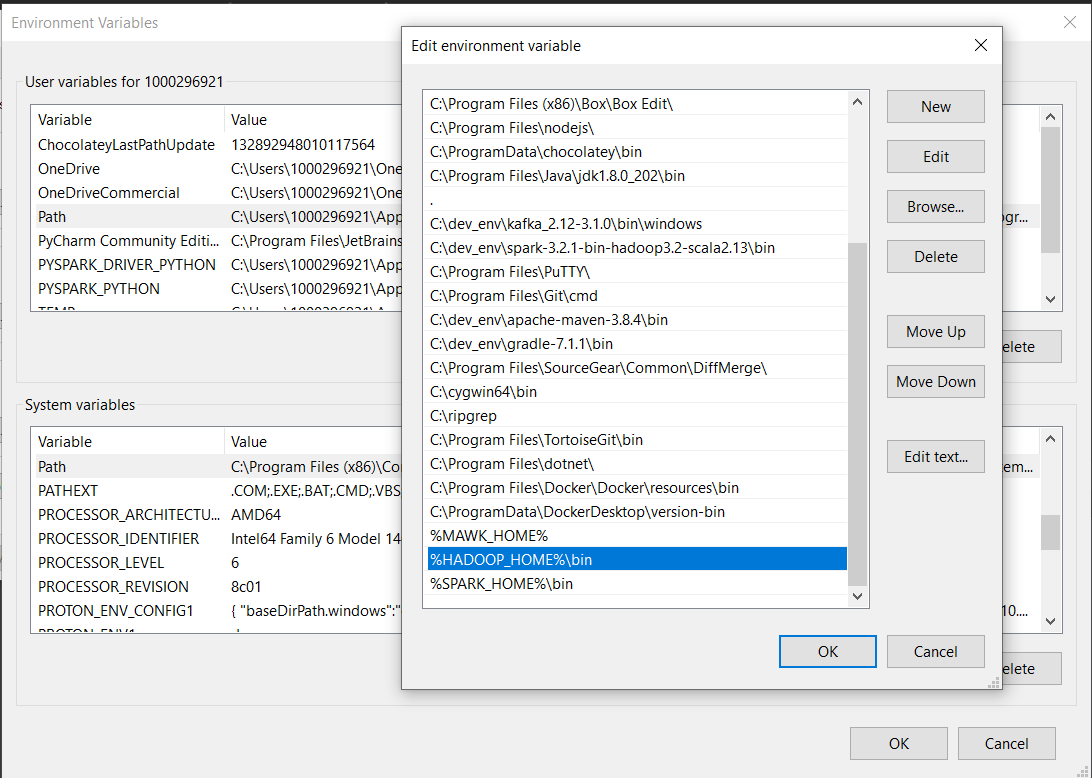 Environment Variables
User variables for 1000296921
Variable Value
ChocolateyLastPathUpdate 132892948010117564
OneDrive C:\Users\1000296921\One
OneDriveCommercial C:\Users\1000296921\One
Path C:\Users\1000296921\App
PyCharm Community Editi... C:\Program Files\JetBrains
PYSPARK_DRIVER_PYTHON C:\Users\1000296921\App
PYSPARK_PYTHON C:\Users\1000296921\App
ogr...
elete
System variables
Variable Value
Path C:\Program Files (x86)\Co
PATHEXT .COM;.EXE;.BAT;.CMD;.VBS
PROCESSOR_ARCHITECTU... AMD64
PROCESSOR_IDENTIFIER Intel64 Family 6 Model 14
PROCESSOR_LEVEL 6
PROCESSOR_REVISION 8c01
PROTON_ENV_CONFIG1 { "baseDirPath.windows":"
em...
10....
elete
OK
Cancel
Edit environment variable
C:\Program Files (x86)\Box\Box Edit\
C:\Program Files\nodejs\
C:\ProgramData\chocolatey\bin
C:\Program Files\Java\jdk1.8.0_202\bin
.
C:\dev_env\kafka_2.12-3.1.0\bin\windows
C:\dev_env\spark-3.2.1-bin-hadoop3.2-scala2.13\bin
C:\Program Files\PuTTY\
C:\Program Files\Git\cmd
C:\dev_env\apache-maven-3.8.4\bin
C:\dev_env\gradle-7.1.1\bin
C:\Program Files\SourceGear\Common\DiffMerge\
C:\cygwin64\bin
C:\ripgrep
C:\Program Files\TortoiseGit\bin
C:\Program Files\dotnet\
C:\Program Files\Docker\Docker\resources\bin
C:\ProgramData\DockerDesktop\version-bin
%MAWK_HOME%
%HADOOP_HOME%\bin
%SPARK_HOME%\bin
New
Edit
Browse...
Delete
Move Up
Move Down
Edit text...
OK
Cancel